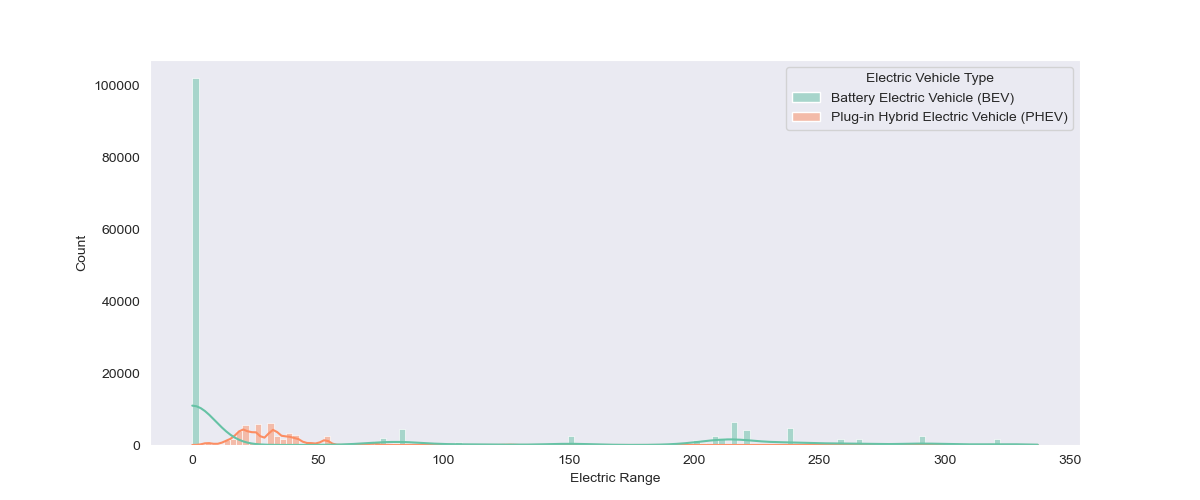 Electric Vehicle Type
Battery Electric Vehicle (BEV)
Plug-in Hybrid Electric Vehicle (PHEV)
100000
80000
60000
40000
20000
0
Count
0 50 100 150 200 250 300 350
Electric Range